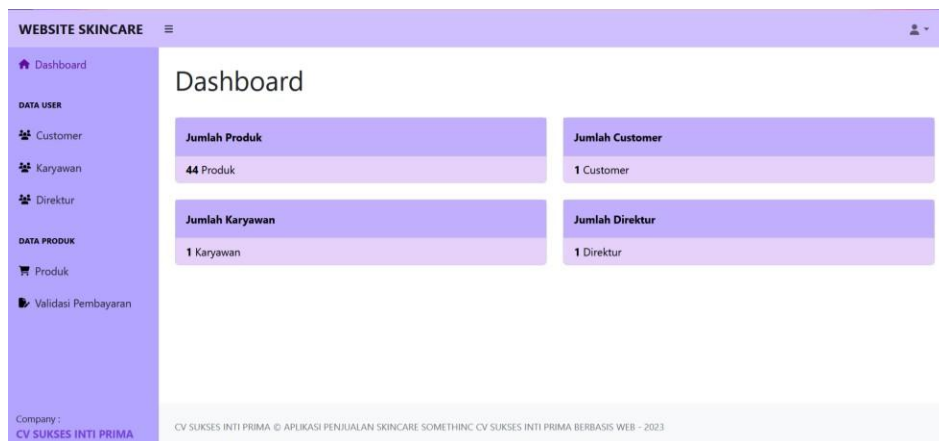 WEBSITE SKINCARE
Dashboard
DATA USER
Customer
Karyawan
Direktur
DATA PRODUK
Produk
Validasi Pembayaran
Company :
CV SUKSES INTI PRIMA
Dashboard
Jumlah Produk
44 Produk
Jumlah Customer
1 Customer
Jumlah Karyawan
1 Karyawan
Jumlah Direktur
1 Direktur
CV SUKSES INTI PRIMA © APLIKASI PENJUALAN SKINCARE SOMETHINC CV SUKSES INTI PRIMA BERBASIS WEB - 2023